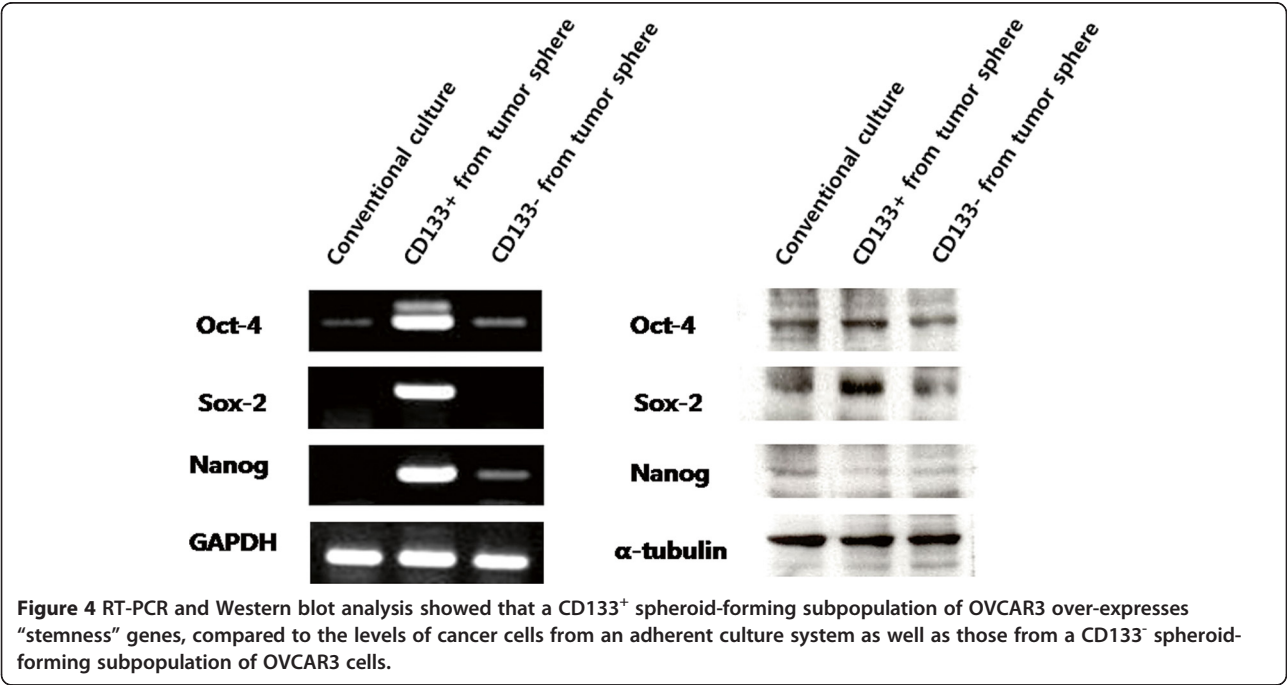 Conventional culture
CD133+ from tumor sphere
CD133- from tumor sphere
Conventional culture
CD133+ from tumor sphere
CD133- from tumor sphere
Oct-4
Sox-2
Nanog
GAPDH
Oct-4
Sox-2
Nanog
α-tubulin
Figure 4 RT-PCR and Western blot analysis showed that a CD133⁺ spheroid-forming subpopulation of OVCAR3 over-expresses
“stemness” genes, compared to the levels of cancer cells from an adherent culture system as well as those from a CD133⁻ spheroid-
forming subpopulation of OVCAR3 cells.